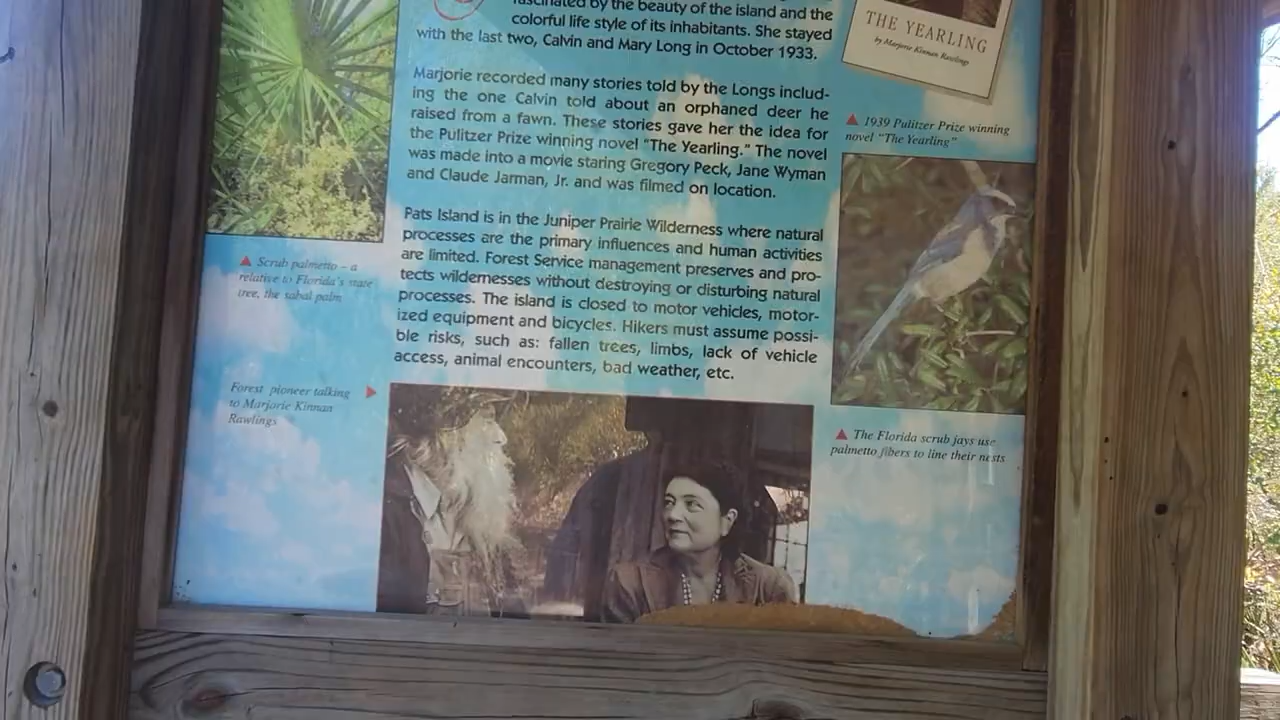 fascinated by the beauty of the island and the
colorful life style of its inhabitants. She stayed
with the last two, Calvin and Mary Long in October 1933.
Marjorie recorded many stories told by the Longs includ-
ing the one Calvin told about an orphaned deer he
raised from a fawn. These stories gave her the idea for
the Pulitzer Prize winning novel "The Yearling." The novel
was made into a movie staring Gregory Peck, Jane Wyman
and Claude Jarman, Jr. and was filmed on location.
Pats Island is in the Juniper Prairie Wilderness where natural
processes are the primary influences and human activities
are limited. Forest Service management preserves and pro-
tects wildernesses without destroying or disturbing natural
processes. The island is closed to motor vehicles, motor-
ized equipment and bicycles. Hikers must assume possi-
ble risks, such as: fallen trees, limbs, lack of vehicle
access, animal encounters, bad weather, etc.
THE YEARLING
by Marjorie Kinnan Rawlings
1939 Pulitzer Prize winning
novel "The Yearling"
Scrub palmetto – a
relative to Florida's state
tree, the sabal palm
Forest pioneer talking
to Marjorie Kinnan
Rawlings
The Florida scrub jays use
palmetto fibers to line their nests